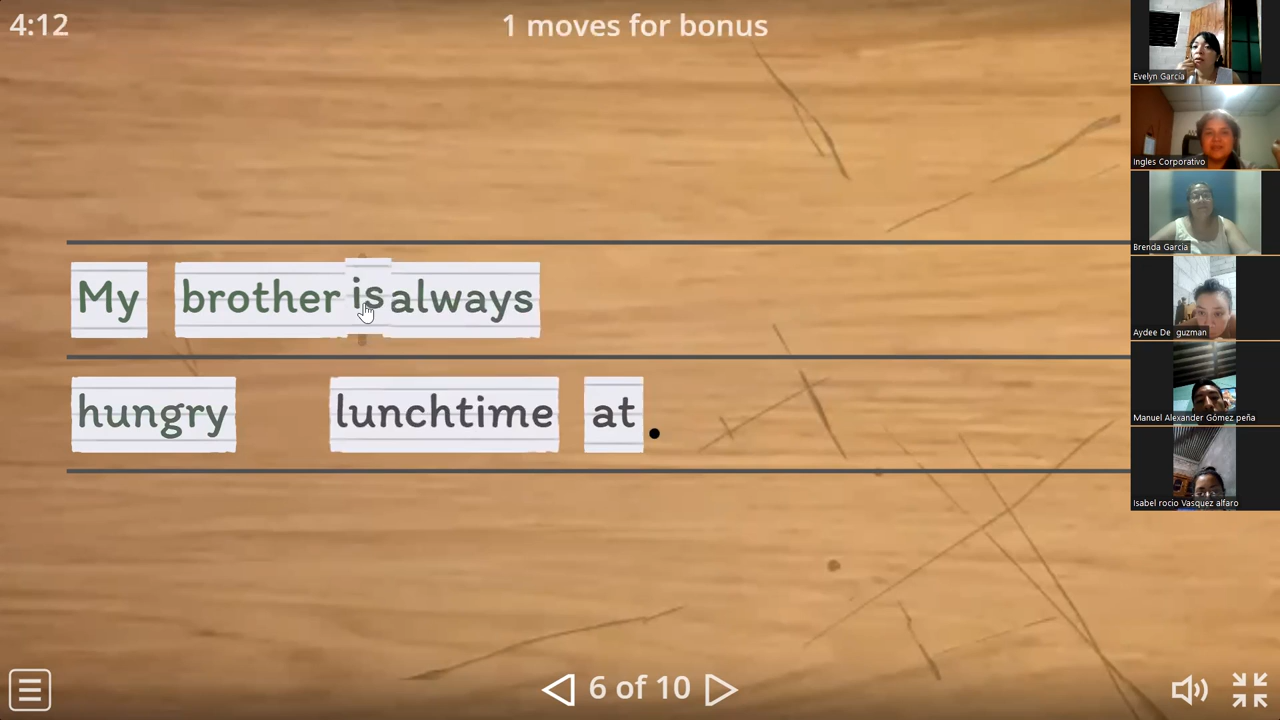 4:12
1 moves for bonus
My brother is always
hungry lunchtime at.
6 of 10
Evelyn García
Ingles Corporativo
Brenda Garcia
Aydee De guzman
Manuel Alexander Gómez peña
Isabel rocio Vasquez alfaro